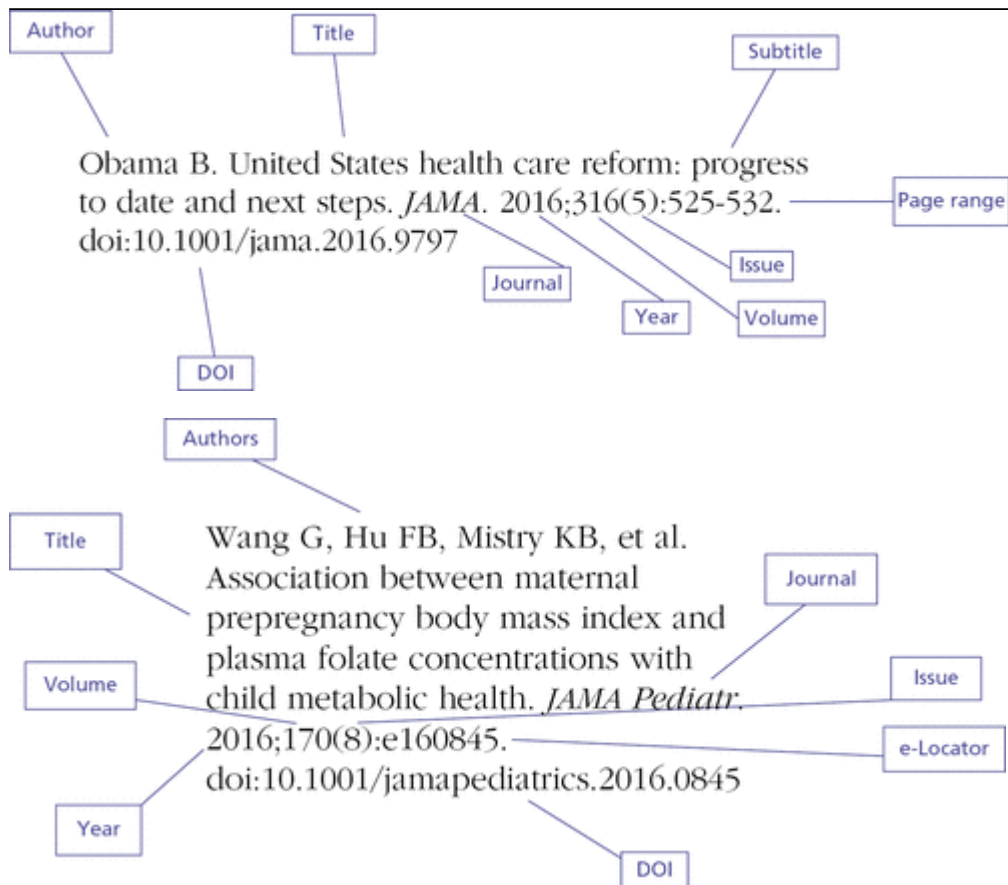 Author
Title
Subtitle
Obama B. United States health care reform: progress
to date and next steps. JAMA. 2016;316(5):525-532.
Page range
doi:10.1001/jama.2016.9797
Issue
Journal
Year
Volume
DOI
Authors
Title
Wang G, Hu FB, Mistry KB, et al.
Association between maternal
Journal
prepregnancy body mass index and
plasma folate concentrations with
Volume
child metabolic health. JAMA Pediatr.
Issue
2016;170(8):e160845.
e-Locator
doi:10.1001/jamapediatrics.2016.0845
Year
DOI